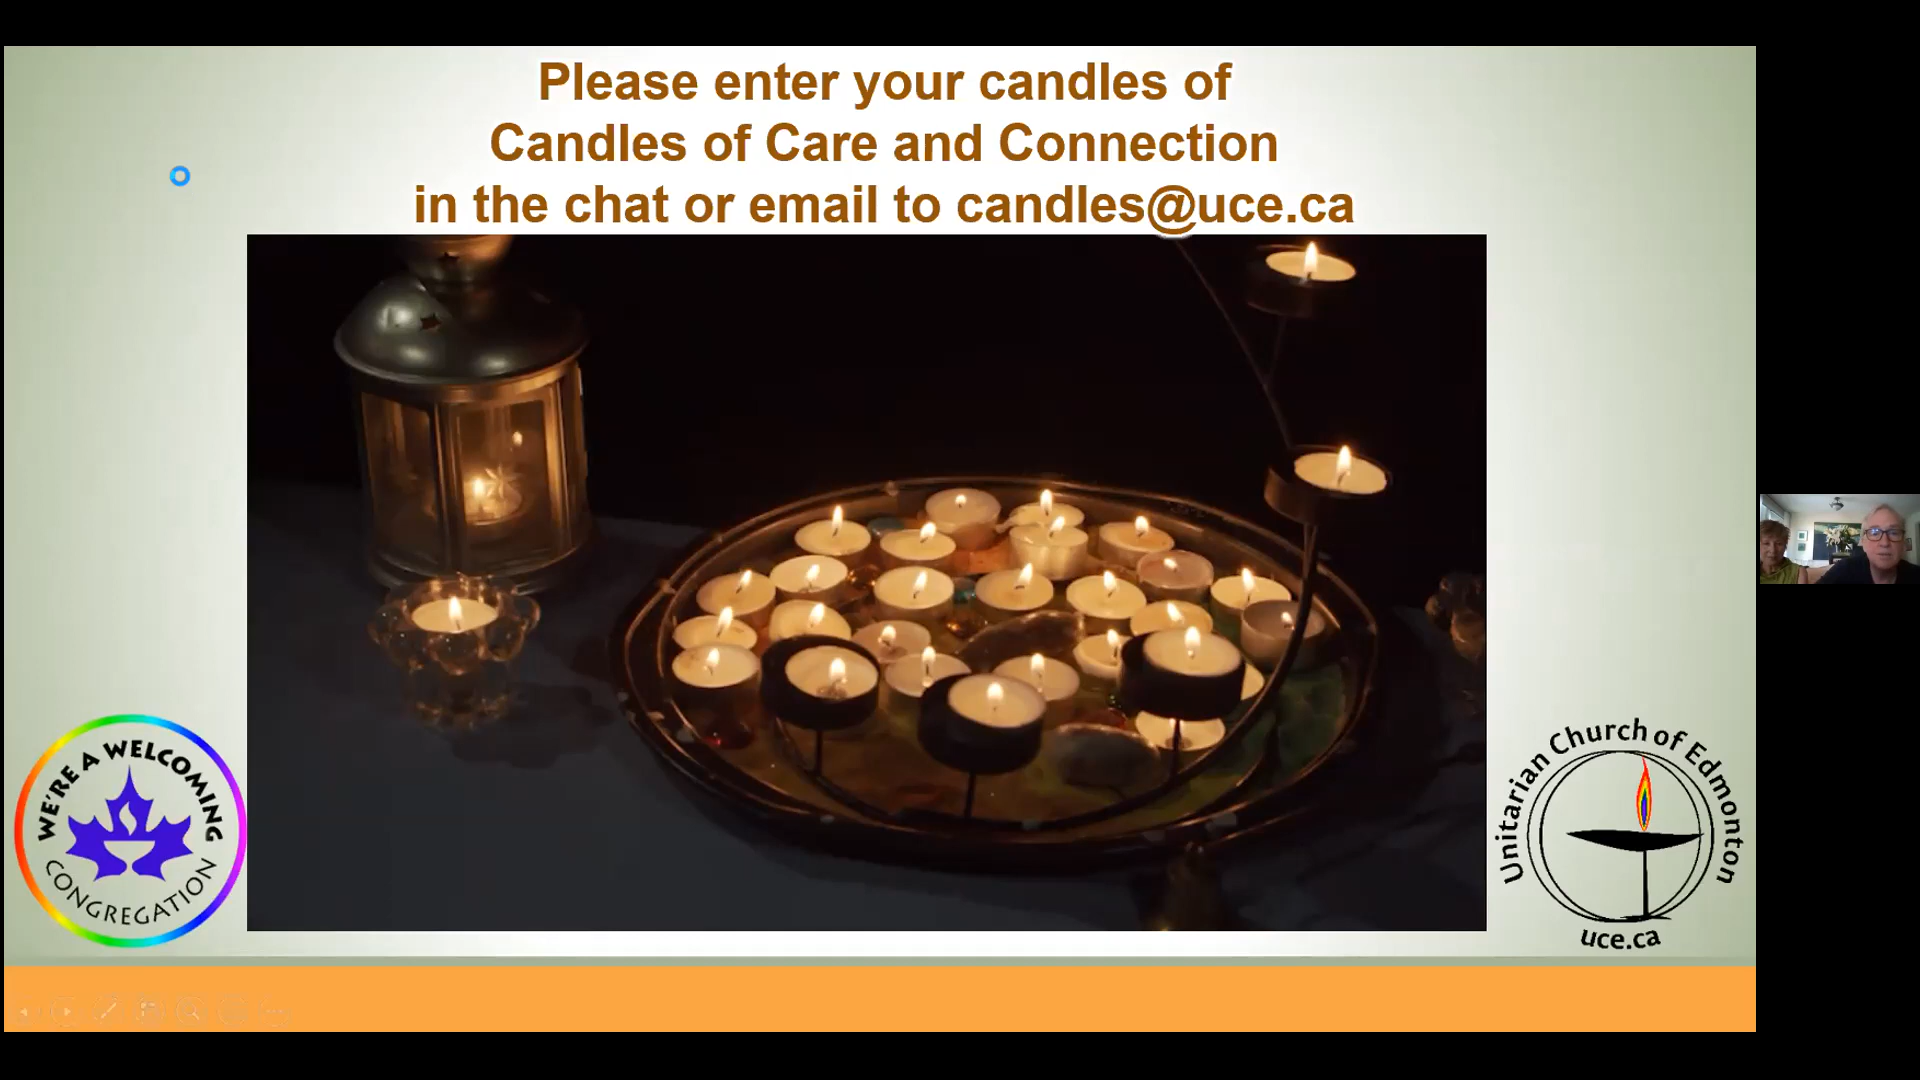 Please enter your candles of
Candles of Care and Connection
in the chat or email to candles@uce.ca
WE'RE A WELCOMING
CONGREGATION
Unitarian Church of Edmonton
uce.ca